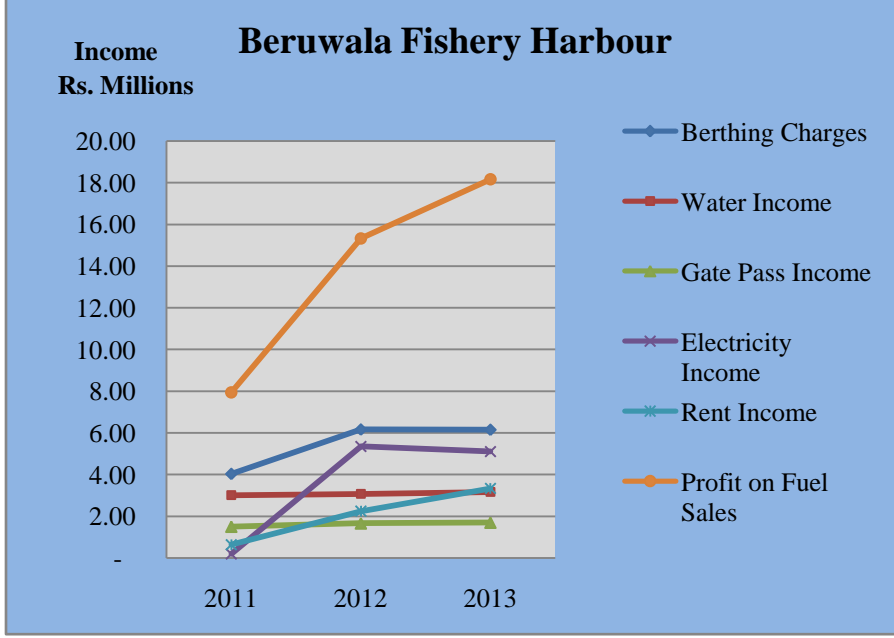 Beruwala Fishery Harbour
Income
Rs. Millions
20.00
18.00
16.00
14.00
12.00
10.00
8.00
6.00
4.00
2.00
-
2011 2012 2013
Berthing Charges
Water Income
Gate Pass Income
Electricity
Income
Rent Income
Profit on Fuel
Sales